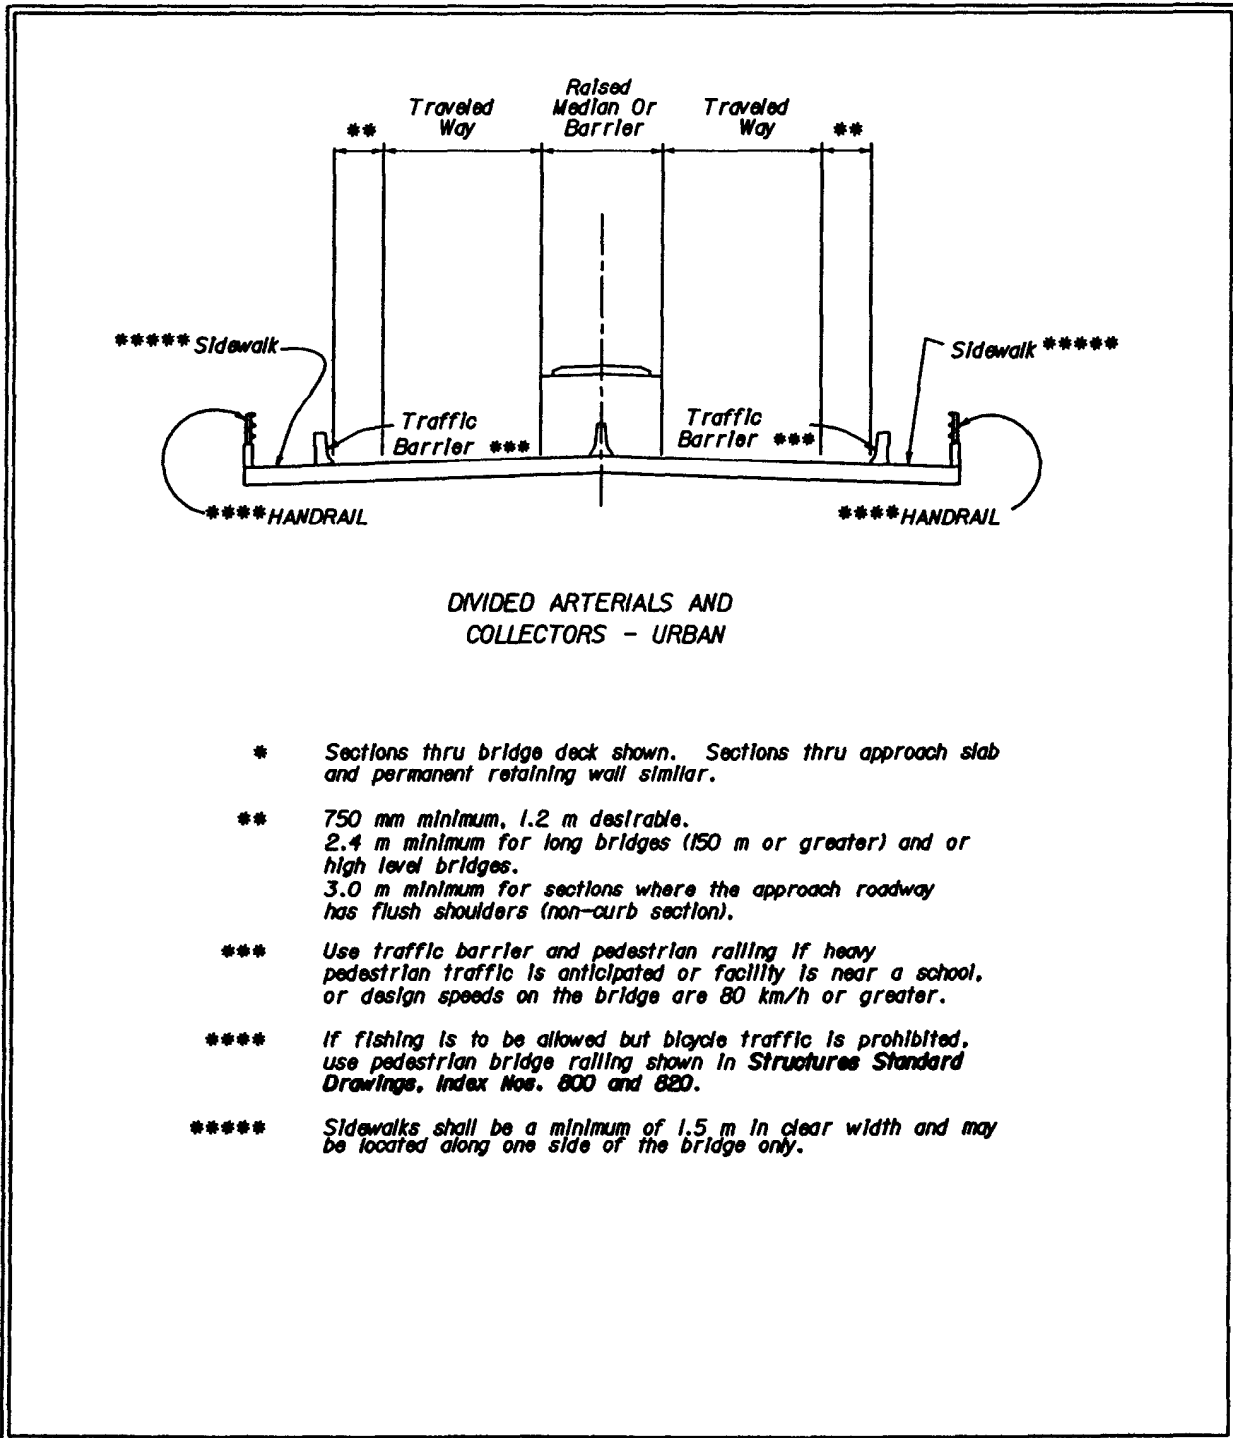 Raised
Traveled Median Or Traveled
** Way Barrier Way **
***** Sidewalk
Sidewalk *****
Traffic
Barrier ***
Traffic
Barrier ***
****HANDRAIL
****HANDRAIL
DIVIDED ARTERIALS AND
COLLECTORS - URBAN
* Sections thru bridge deck shown. Sections thru approach slab
and permanent retaining wall similar.
** 750 mm minimum, 1.2 m desirable.
2.4 m minimum for long bridges (150 m or greater) and or
high level bridges.
3.0 m minimum for sections where the approach roadway
has flush shoulders (non-curb section).
*** Use traffic barrier and pedestrian railing if heavy
pedestrian traffic is anticipated or facility is near a school,
or design speeds on the bridge are 80 km/h or greater.
**** If fishing is to be allowed but bicycle traffic is prohibited,
use pedestrian bridge railing shown in Structures Standard
Drawings, Index Nos. 800 and 820.
***** Sidewalks shall be a minimum of 1.5 m in clear width and may
be located along one side of the bridge only.